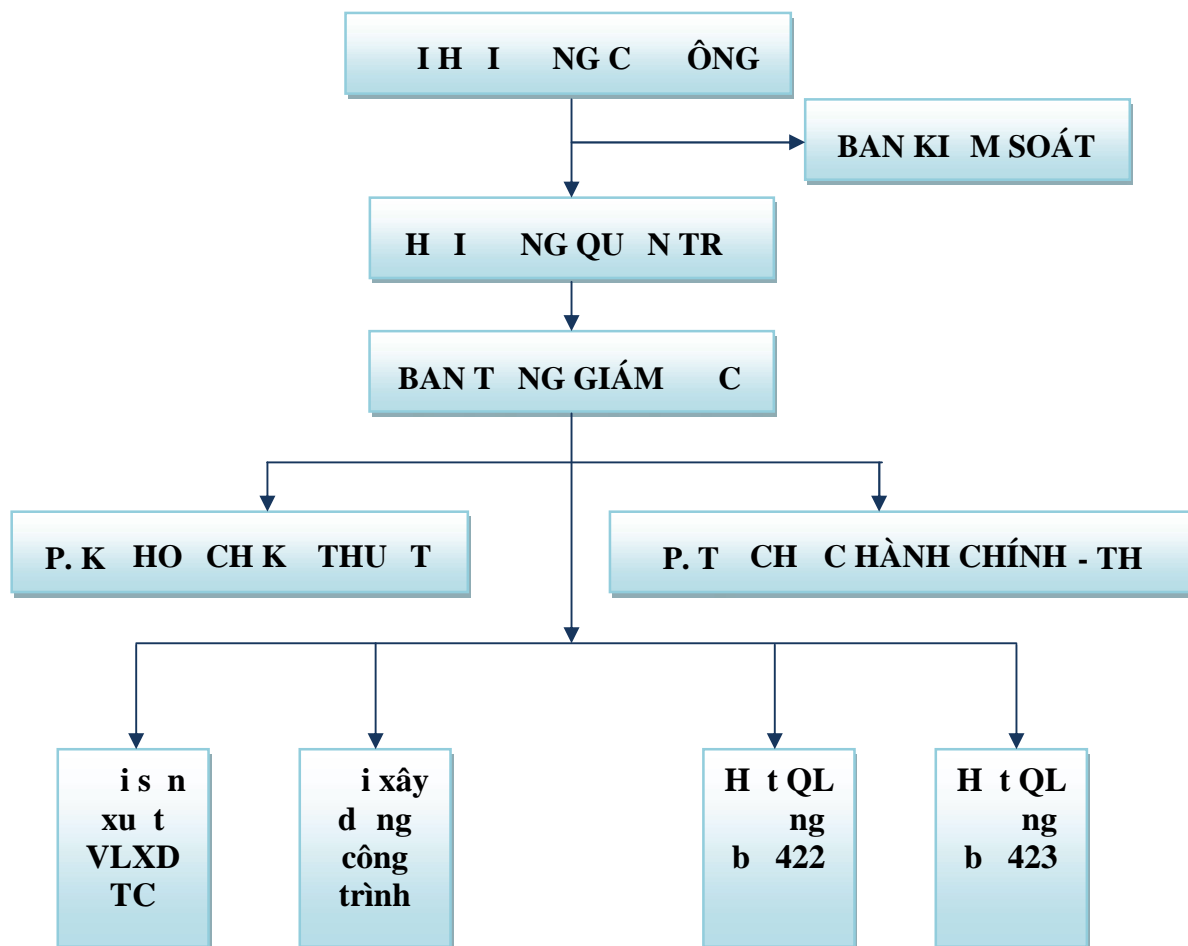 I H I NG C ÔNG
BAN KI M SOÁT
H I NG QU N TR
BAN T NG GIÁM C
P. K HO CH K THU T
P. T CH C HÀNH CHÍNH - TH
i s n
xu t
VLXD
TC
i xây
d ng
công
trình
H t QL
ng
b 422
H t QL
ng
b 423